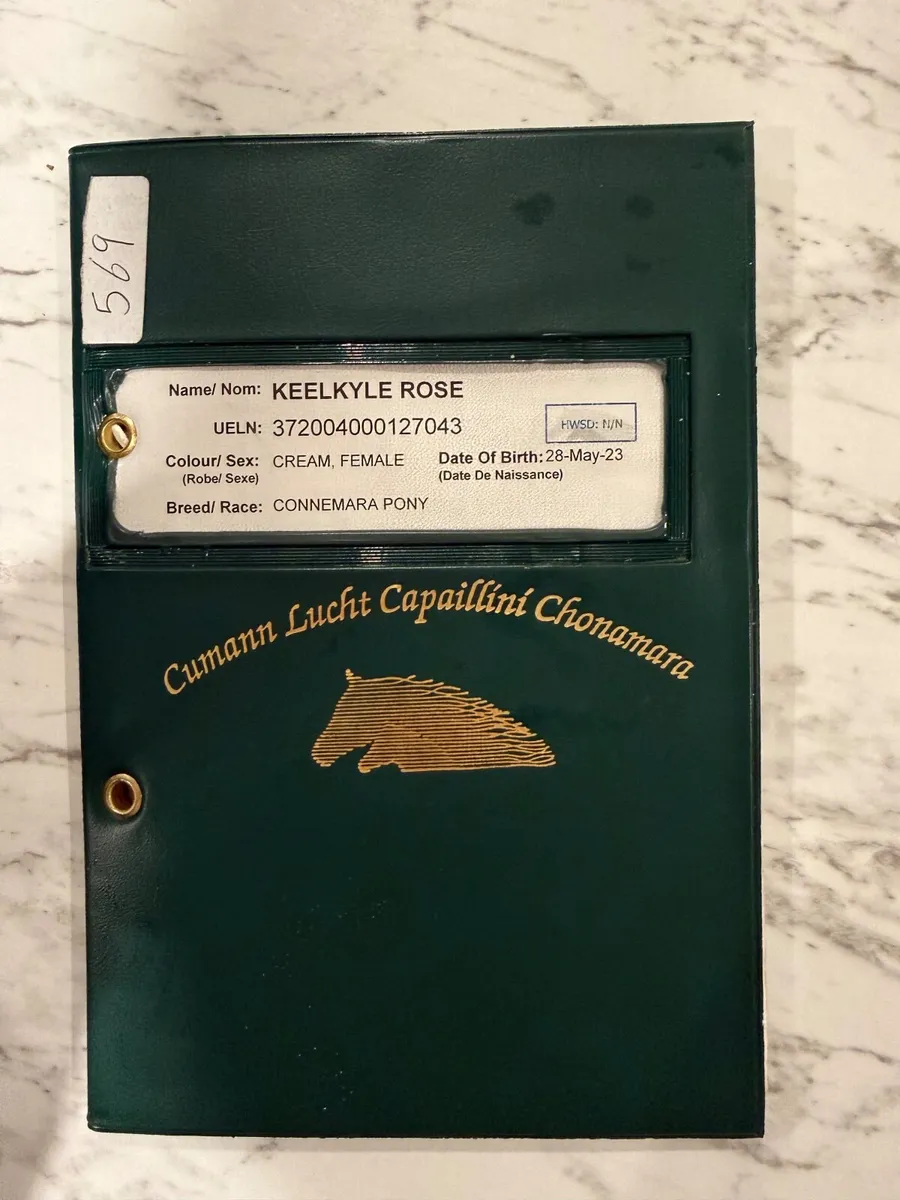 569
Name/ Nom: KEELKYLE ROSE
UELN: 372004000127043
HWSD: N/N
Colour/ Sex: CREAM, FEMALE Date Of Birth: 28-May-23
(Robe/ Sexe) (Date De Naissance)
Breed/ Race: CONNEMARA PONY
Cumann Lucht Capaillíní Chonamara